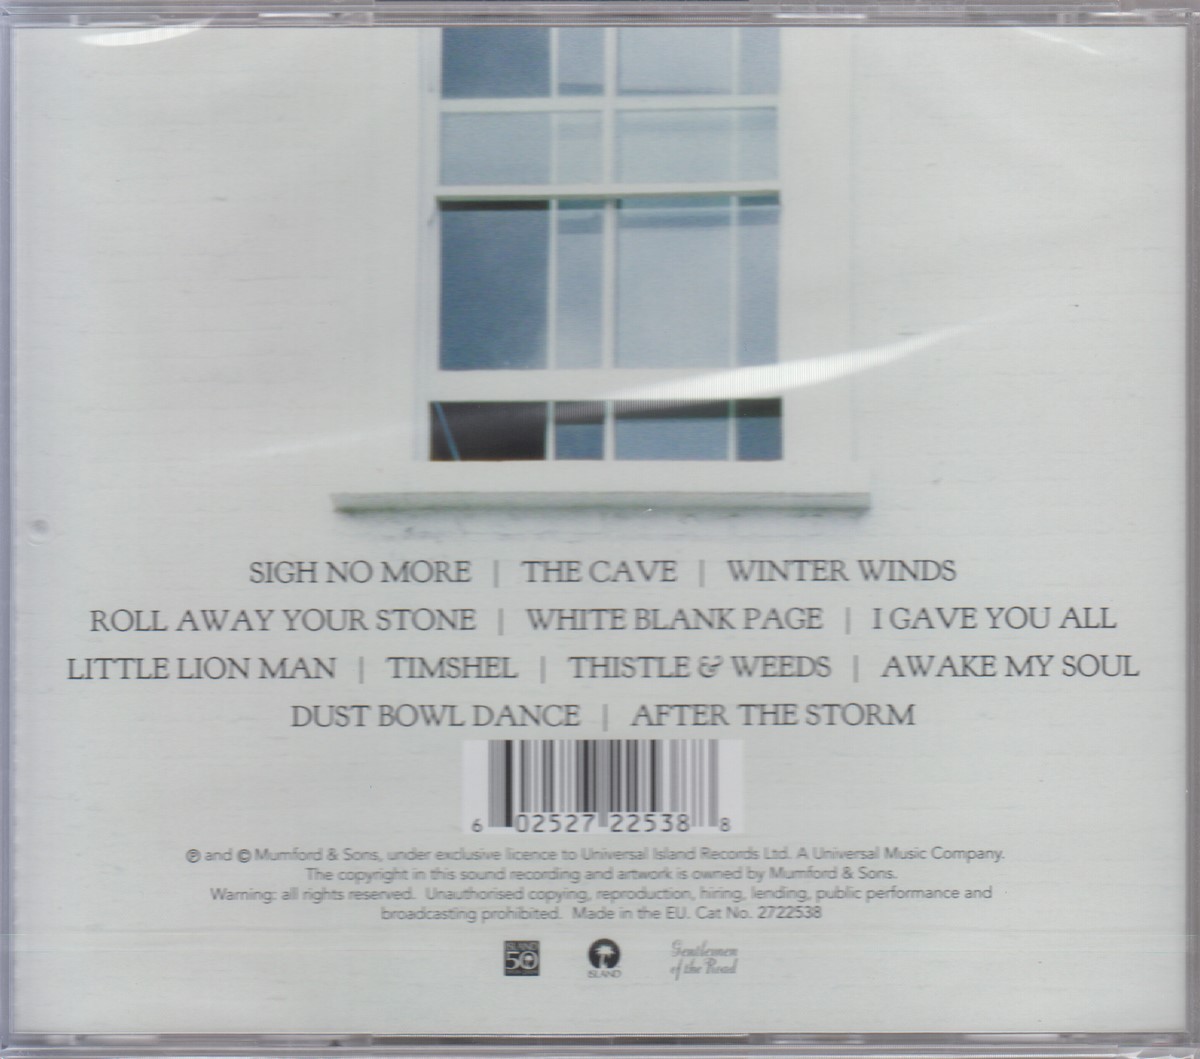 SIGH NO MORE | THE CAVE | WINTER WINDS
ROLL AWAY YOUR STONE | WHITE BLANK PAGE | I GAVE YOU ALL
LITTLE LION MAN | TIMSHEL | THISTLE & WEEDS | AWAKE MY SOUL
DUST BOWL DANCE | AFTER THE STORM
6 02527 22538 8
℗ and © Mumford & Sons, under exclusive licence to Universal Island Records Ltd. A Universal Music Company.
The copyright in this sound recording and artwork is owned by Mumford & Sons.
Warning: all rights reserved. Unauthorised copying, reproduction, hiring, lending, public performance and
broadcasting prohibited. Made in the EU. Cat No. 2722538
ISLAND
50
ISLAND
Gentlemen
of the Road